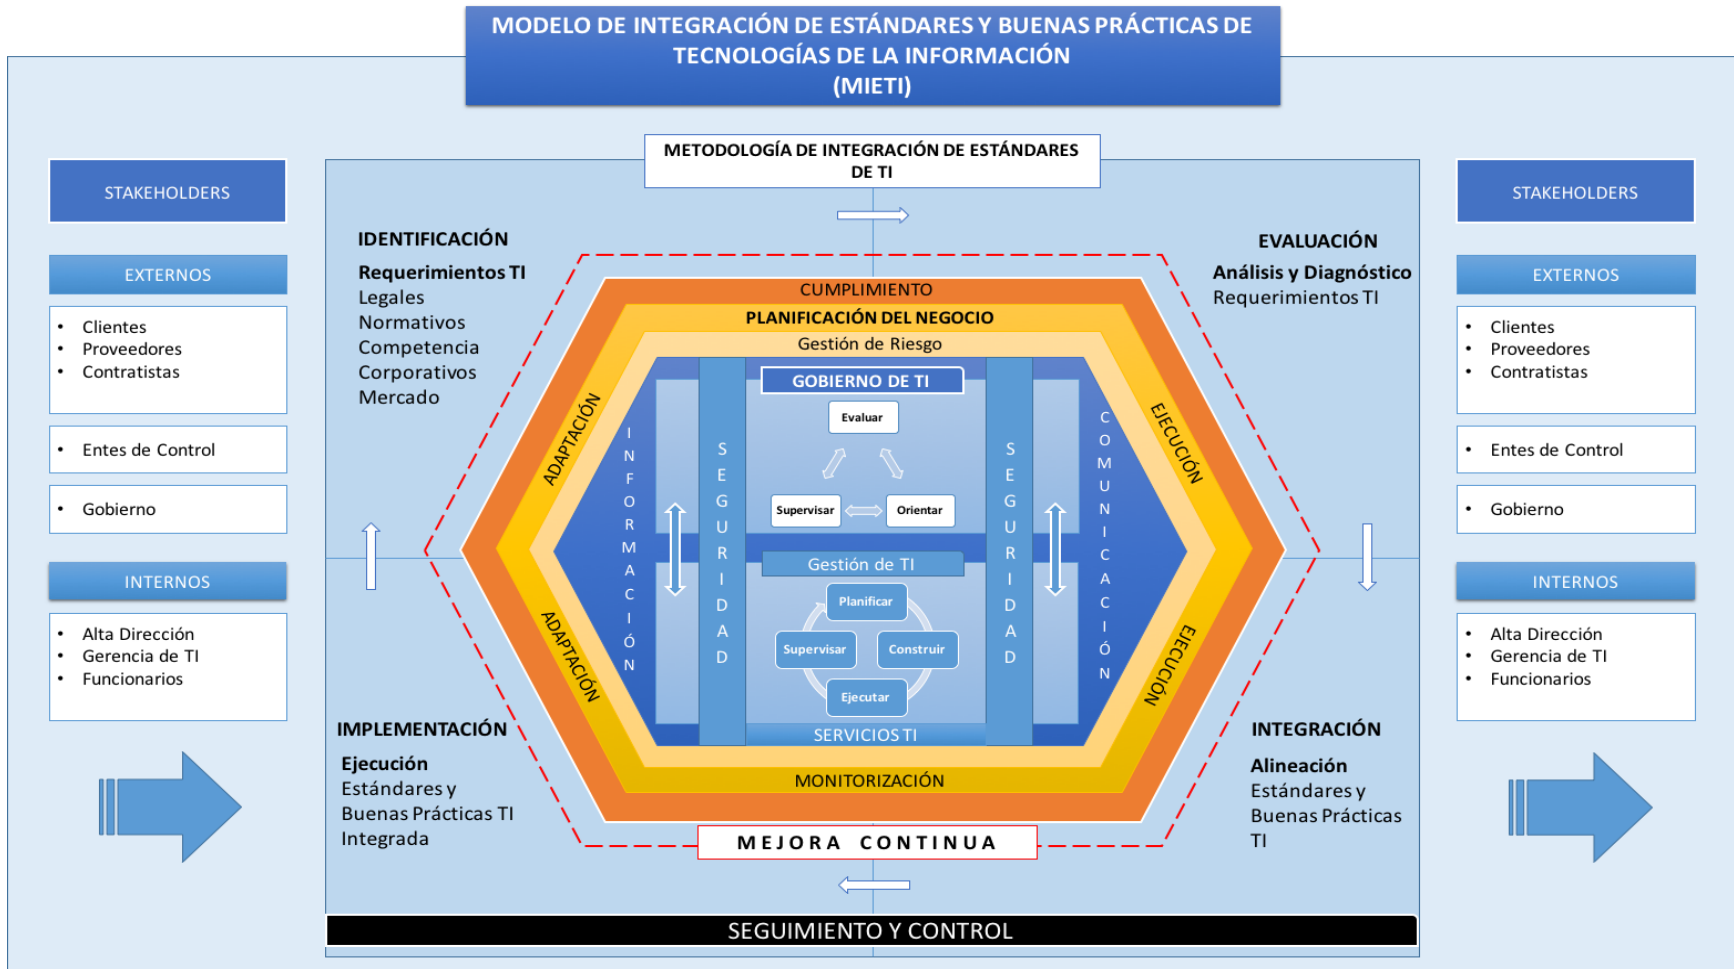 MODELO DE INTEGRACIÓN DE ESTÁNDARES Y BUENAS PRÁCTICAS DE
TECNOLOGÍAS DE LA INFORMACIÓN
(MIETI)
METODOLOGÍA DE INTEGRACIÓN DE ESTÁNDARES
DE TI
STAKEHOLDERS
EXTERNOS
• Clientes
• Proveedores
• Contratistas
• Entes de Control
• Gobierno
INTERNOS
• Alta Dirección
• Gerencia de TI
• Funcionarios
IDENTIFICACIÓN
Requerimientos TI
Legales
Normativos
Competencia
Corporativos
Mercado
EVALUACIÓN
Análisis y Diagnóstico
Requerimientos TI
CUMPLIMIENTO
PLANIFICACIÓN DEL NEGOCIO
Gestión de Riesgo
ADAPTACIÓN
EJECUCIÓN
INFORMACIÓN
SEGURIDAD
GOBIERNO DE TI
Evaluar
Supervisar
Orientar
SEGURIDAD
COMUNICACIÓN
Gestión de TI
Planificar
Supervisar
Construir
Ejecutar
SERVICIOS TI
ADAPTACIÓN
EJECUCIÓN
MONITORIZACIÓN
IMPLEMENTACIÓN
Ejecución
Estándares y
Buenas Prácticas TI
Integrada
INTEGRACIÓN
Alineación
Estándares y
Buenas Prácticas
TI
MEJORA CONTINUA
SEGUIMIENTO Y CONTROL
STAKEHOLDERS
EXTERNOS
• Clientes
• Proveedores
• Contratistas
• Entes de Control
• Gobierno
INTERNOS
• Alta Dirección
• Gerencia de TI
• Funcionarios